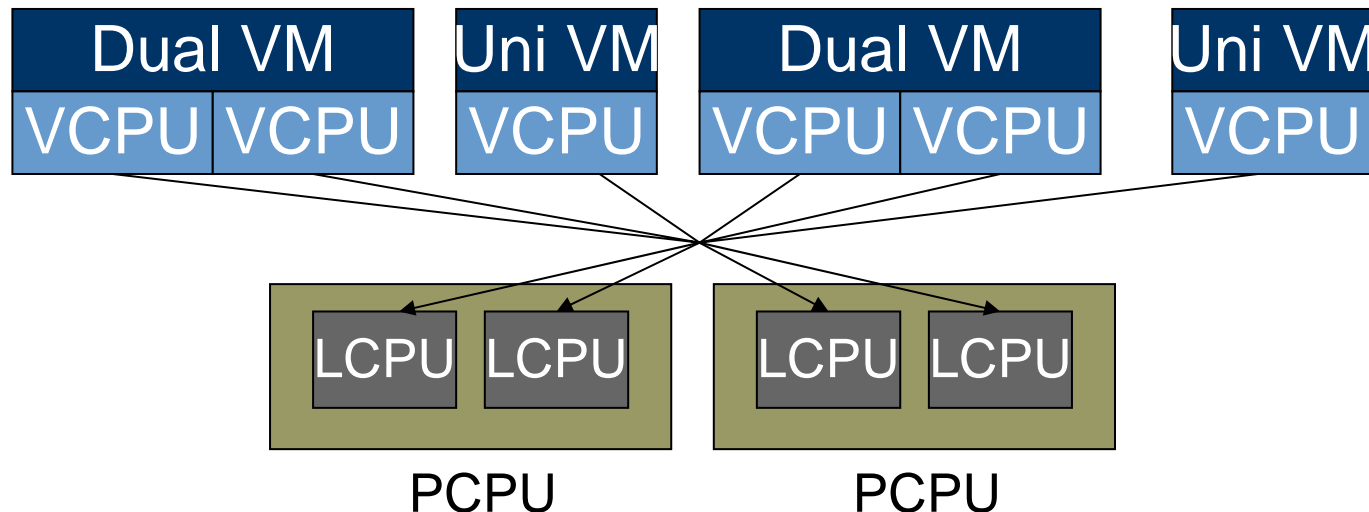 Dual VM Uni VM Dual VM Uni VM
VCPU VCPU VCPU VCPU VCPU VCPU
LCPU LCPU LCPU LCPU
PCPU PCPU